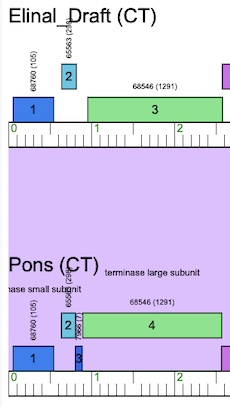 Elinal_Draft (CT)
68760 (105)
65563 (
2
68546 (1291)
1
3
0 1 2
Pons (CT)
terminase large subunit
nase small subunit
68760 (105)
68546 (1291)
2
4
1
3
0 1 2